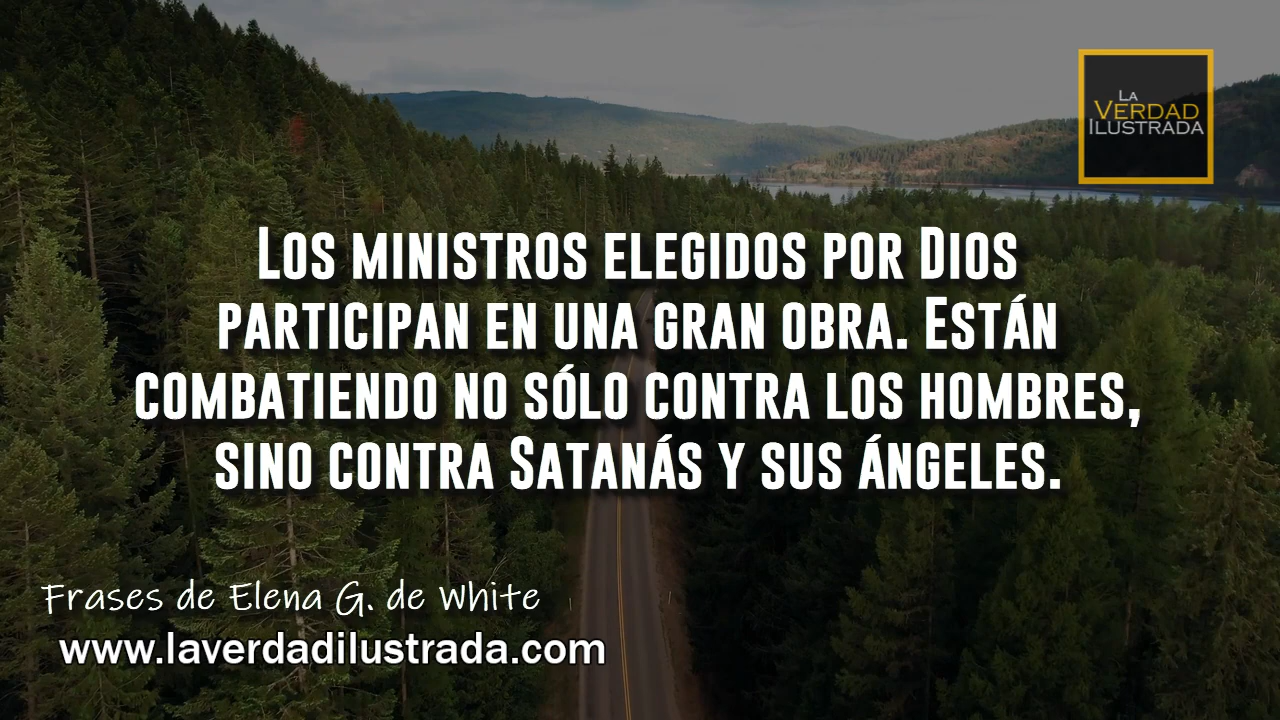 La
Verdad
Ilustrada
Los ministros elegidos por Dios
participan en una gran obra. Están
combatiendo no sólo contra los hombres,
sino contra Satanás y sus ángeles.
Frases de Elena G. de White
www.laverdadilustrada.com